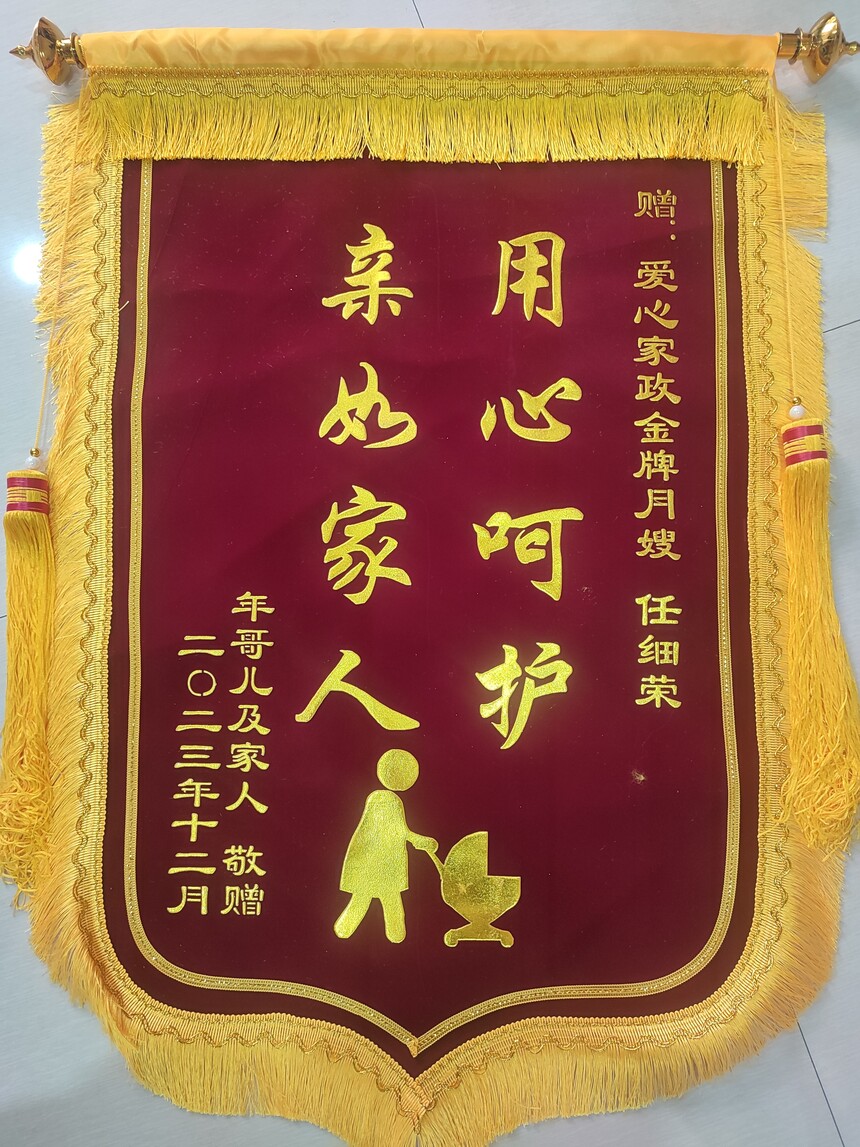 赠：爱心家政金牌月嫂 任细荣
用心呵护
亲如家人
年哥儿及家人 敬赠
二〇二三年十二月